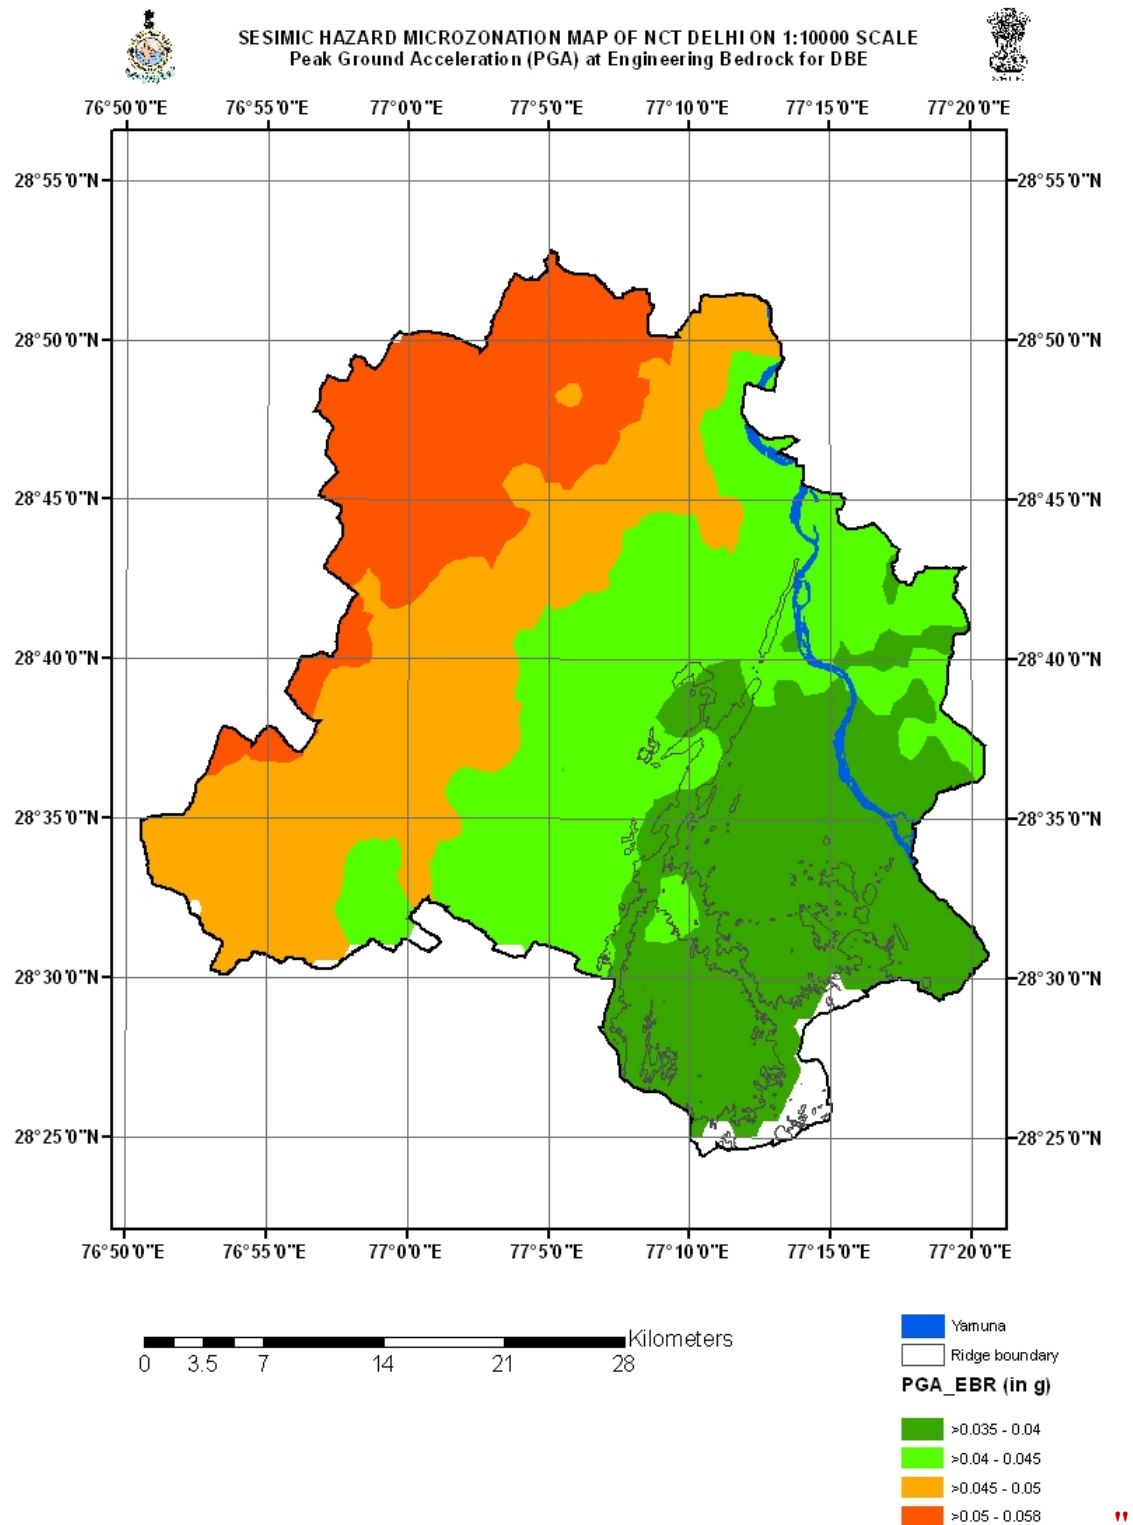 SESIMIC HAZARD MICROZONATION MAP OF NCT DELHI ON 1:10000 SCALE
Peak Ground Acceleration (PGA) at Engineering Bedrock for DBE
76°50'0"E 76°55'0"E 77°0'0"E 77°5'0"E 77°10'0"E 77°15'0"E 77°20'0"E
28°55'0"N 28°55'0"N
28°50'0"N 28°50'0"N
28°45'0"N 28°45'0"N
28°40'0"N 28°40'0"N
28°35'0"N 28°35'0"N
28°30'0"N 28°30'0"N
28°25'0"N 28°25'0"N
76°50'0"E 76°55'0"E 77°0'0"E 77°5'0"E 77°10'0"E 77°15'0"E 77°20'0"E
Kilometers
0 3.5 7 14 21 28
Yamuna
Ridge boundary
PGA_EBR (in g)
>0.035 - 0.04
>0.04 - 0.045
>0.045 - 0.05
>0.05 - 0.058
"